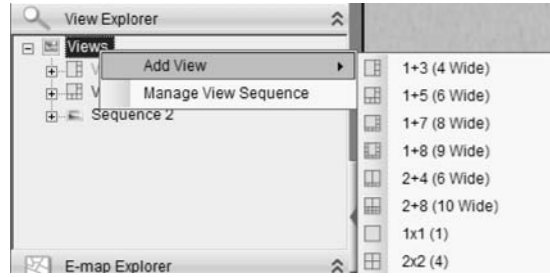 View Explorer
Views
Add View
Manage View Sequence
V
V
Sequence 2
E-map Explorer
1+3 (4 Wide)
1+5 (6 Wide)
1+7 (8 Wide)
1+8 (9 Wide)
2+4 (6 Wide)
2+8 (10 Wide)
1x1 (1)
2x2 (4)